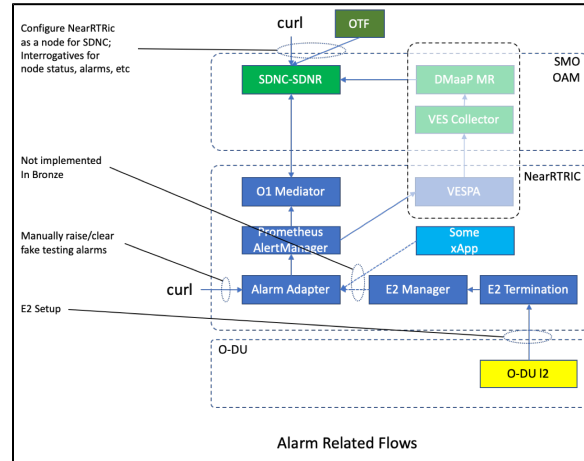 Configure NearRTRic
as a node for SDNC;
Interrogatives for
node status, alarms, etc
curl
OTF
SMO
OAM
SDNC-SDNR
DMaaP MR
VES Collector
Not implemented
In Bronze
NearRTRIC
O1 Mediator
VESPA
Manually raise/clear
fake testing alarms
Prometheus
AlertManager
Some
xApp
curl
Alarm Adapter
E2 Manager
E2 Termination
E2 Setup
O-DU
O-DU l2
Alarm Related Flows